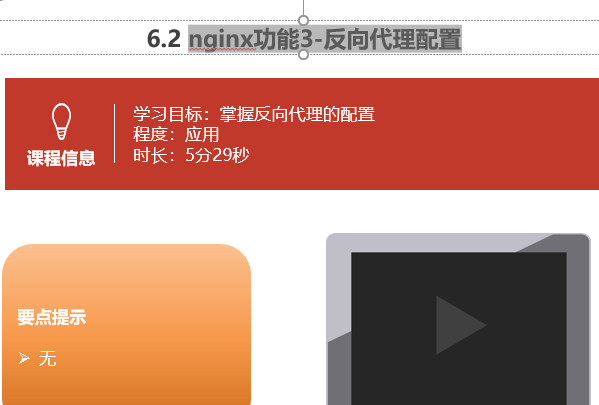 6.2 nginx功能3-反向代理配置
学习目标：掌握反向代理的配置
程度：应用
时长：5分29秒
课程信息
要点提示
➢ 无